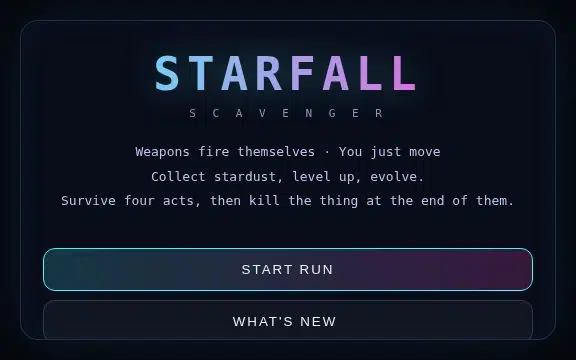 STARFALL
SCAVENGER
Weapons fire themselves · You just move
Collect stardust, level up, evolve.
Survive four acts, then kill the thing at the end of them.
START RUN
WHAT'S NEW